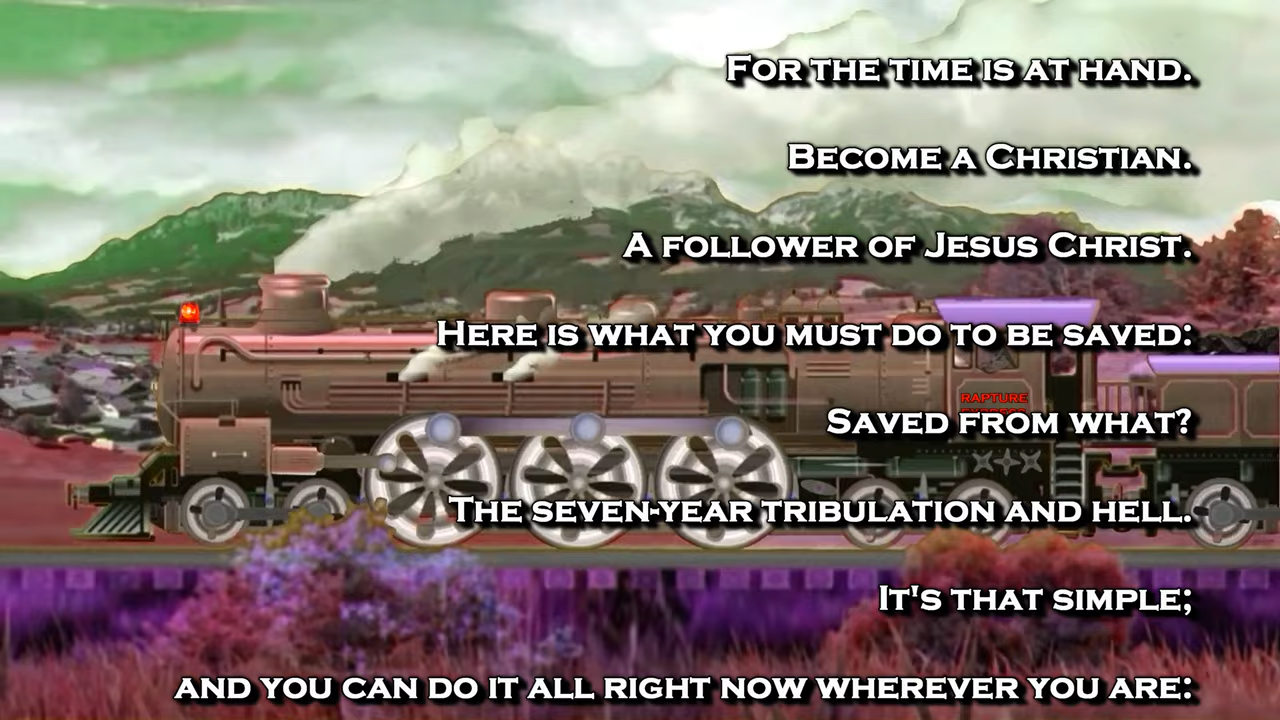 For the time is at hand.
Become a Christian.
A follower of Jesus Christ.
Here is what you must do to be saved:
RAPTURE
Saved from what?
The seven-year tribulation and hell.
It's that simple;
and you can do it all right now wherever you are: